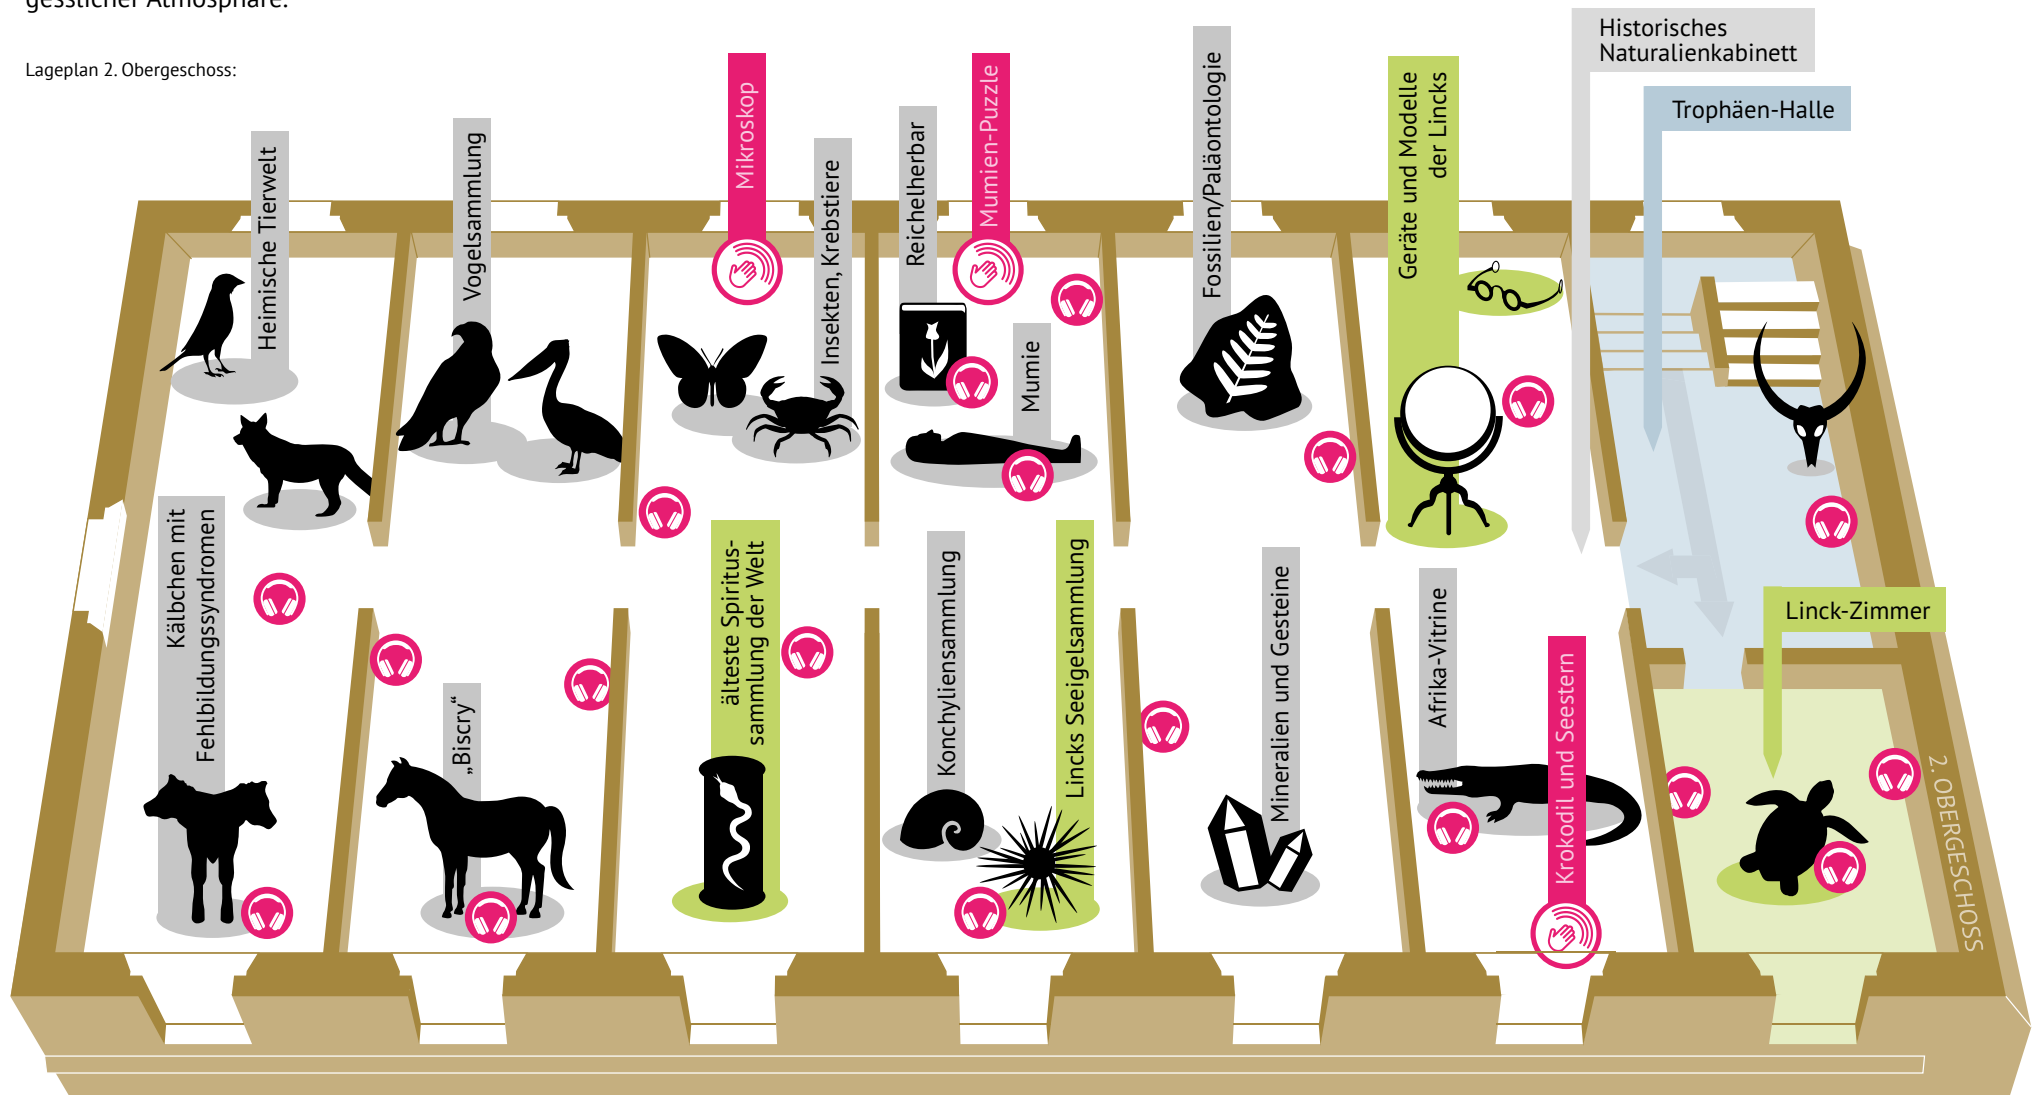 gesslicher Atmosphäre.
Lageplan 2. Obergeschoss:
Heimische Tierwelt
Vogelsammlung
Mikroskop
Insekten, Krebstiere
Reichelherbar
Mumien-Puzzle
Mumie
Fossilien/Paläontologie
Geräte und Modelle
der Lincks
Historisches
Naturalienkabinett
Trophäen-Halle
Kälbchen mit
Fehlbildungssyndromen
„Biscry“
älteste Spiritus-
sammlung der Welt
Konchyliensammlung
Lincks Seeigelsammlung
Mineralien und Gesteine
Afrika-Vitrine
Krokodil und Seestern
Linck-Zimmer
2. OBERGESCHOSS